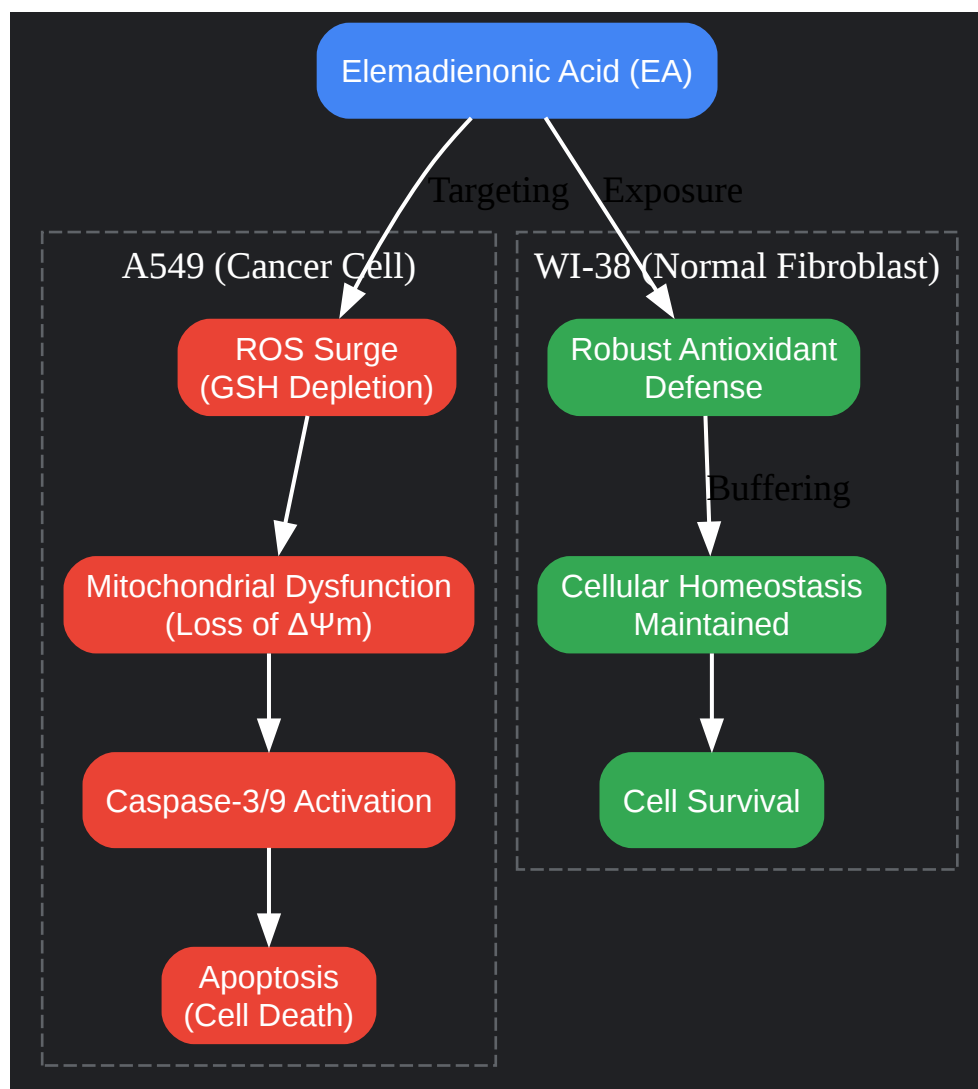 Elemadienonic Acid (EA)
Targeting
Exposure
A549 (Cancer Cell)
ROS Surge
(GSH Depletion)
Mitochondrial Dysfunction
(Loss of ΔΨm)
Caspase-3/9 Activation
Apoptosis
(Cell Death)
WI-38 (Normal Fibroblast)
Robust Antioxidant
Defense
Buffering
Cellular Homeostasis
Maintained
Cell Survival